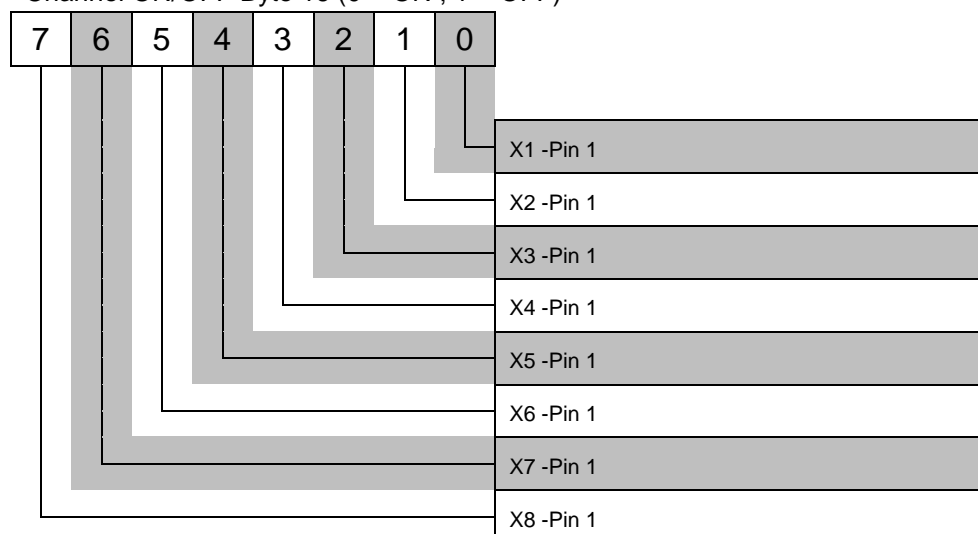 7 6 5 4 3 2 1 0
X1 -Pin 1
X2 -Pin 1
X3 -Pin 1
X4 -Pin 1
X5 -Pin 1
X6 -Pin 1
X7 -Pin 1
X8 -Pin 1